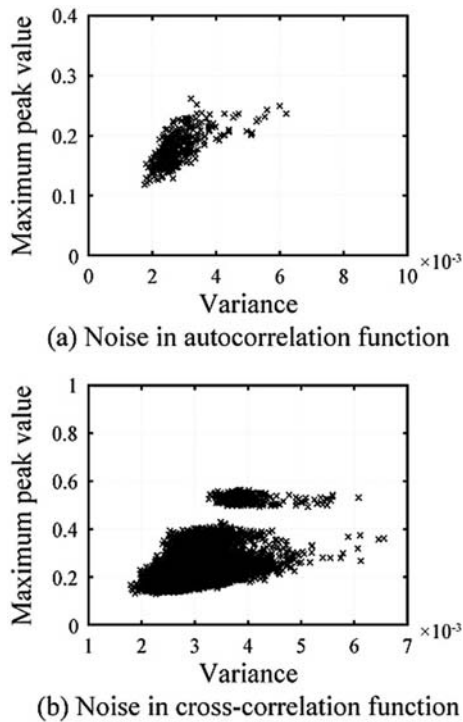 0.4
0.3
0.2
0.1
0
Maximum peak value
0 2 4 6 8 10
×10-3
Variance
(a) Noise in autocorrelation function
1
0.8
0.6
0.4
0.2
0
Maximum peak value
1 2 3 4 5 6 7
×10-3
Variance
(b) Noise in cross-correlation function